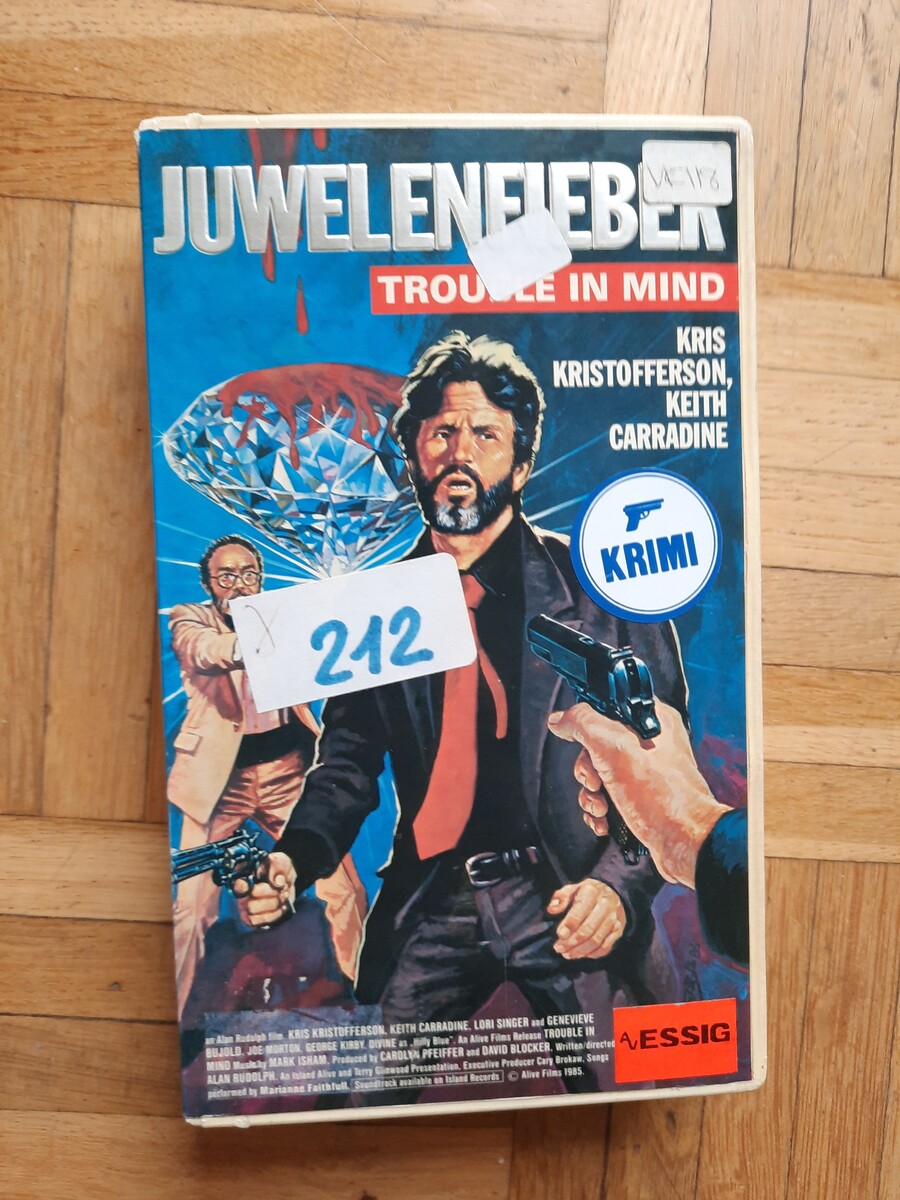 JUWELENFIEBER
VC 118
TROUBLE IN MIND
KRIS
KRISTOFFERSON,
KEITH
CARRADINE
KRIMI
212
an Alan Rudolph film. KRIS KRISTOFFERSON, KEITH CARRADINE, LORI SINGER and GENEVIEVE
BUJOLD, JOE MORTON, GEORGE KIRBY, DIVINE as „Hilly Blue". An Alive Films Release TROUBLE IN
MIND Music by MARK ISHAM, Produced by CAROLYN PFEIFFER and DAVID BLOCKER. Written/directed
ALAN RUDOLPH. An Island Alive and Terry Glinwood Presentation. Executive Producer Cary Brokaw, Songs
performed by Marianne Faithfull. Soundtrack available on Island Records © Alive Films 1985.
AV ESSIG